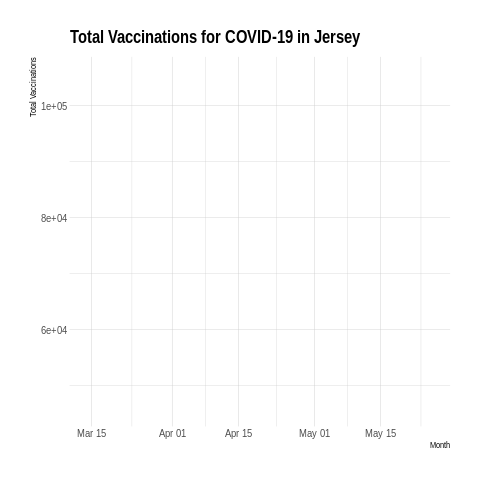 Total Vaccinations for COVID-19 in Jersey
Total Vaccinations
1e+05
8e+04
6e+04
Mar 15 Apr 01 Apr 15 May 01 May 15
Month